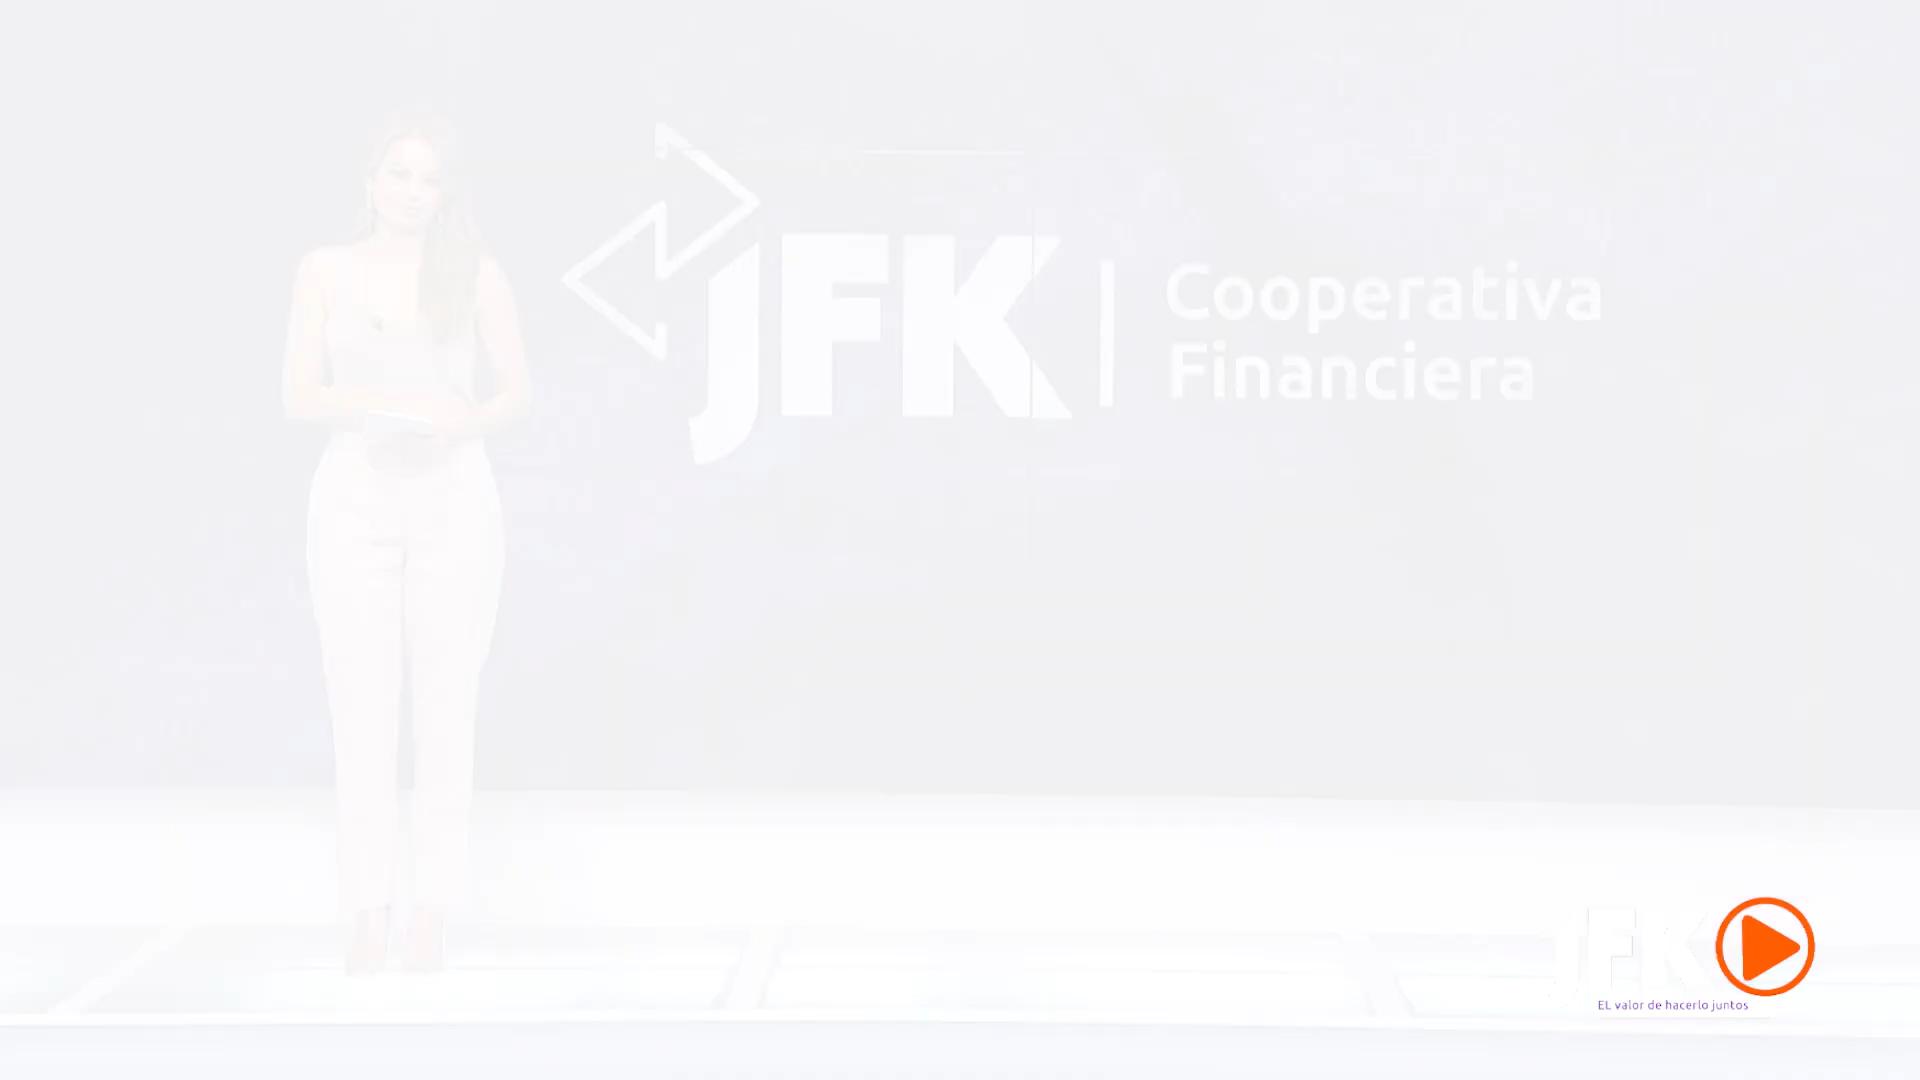 JFK
Cooperativa
Financiera
JFK
EL valor de hacerlo juntos